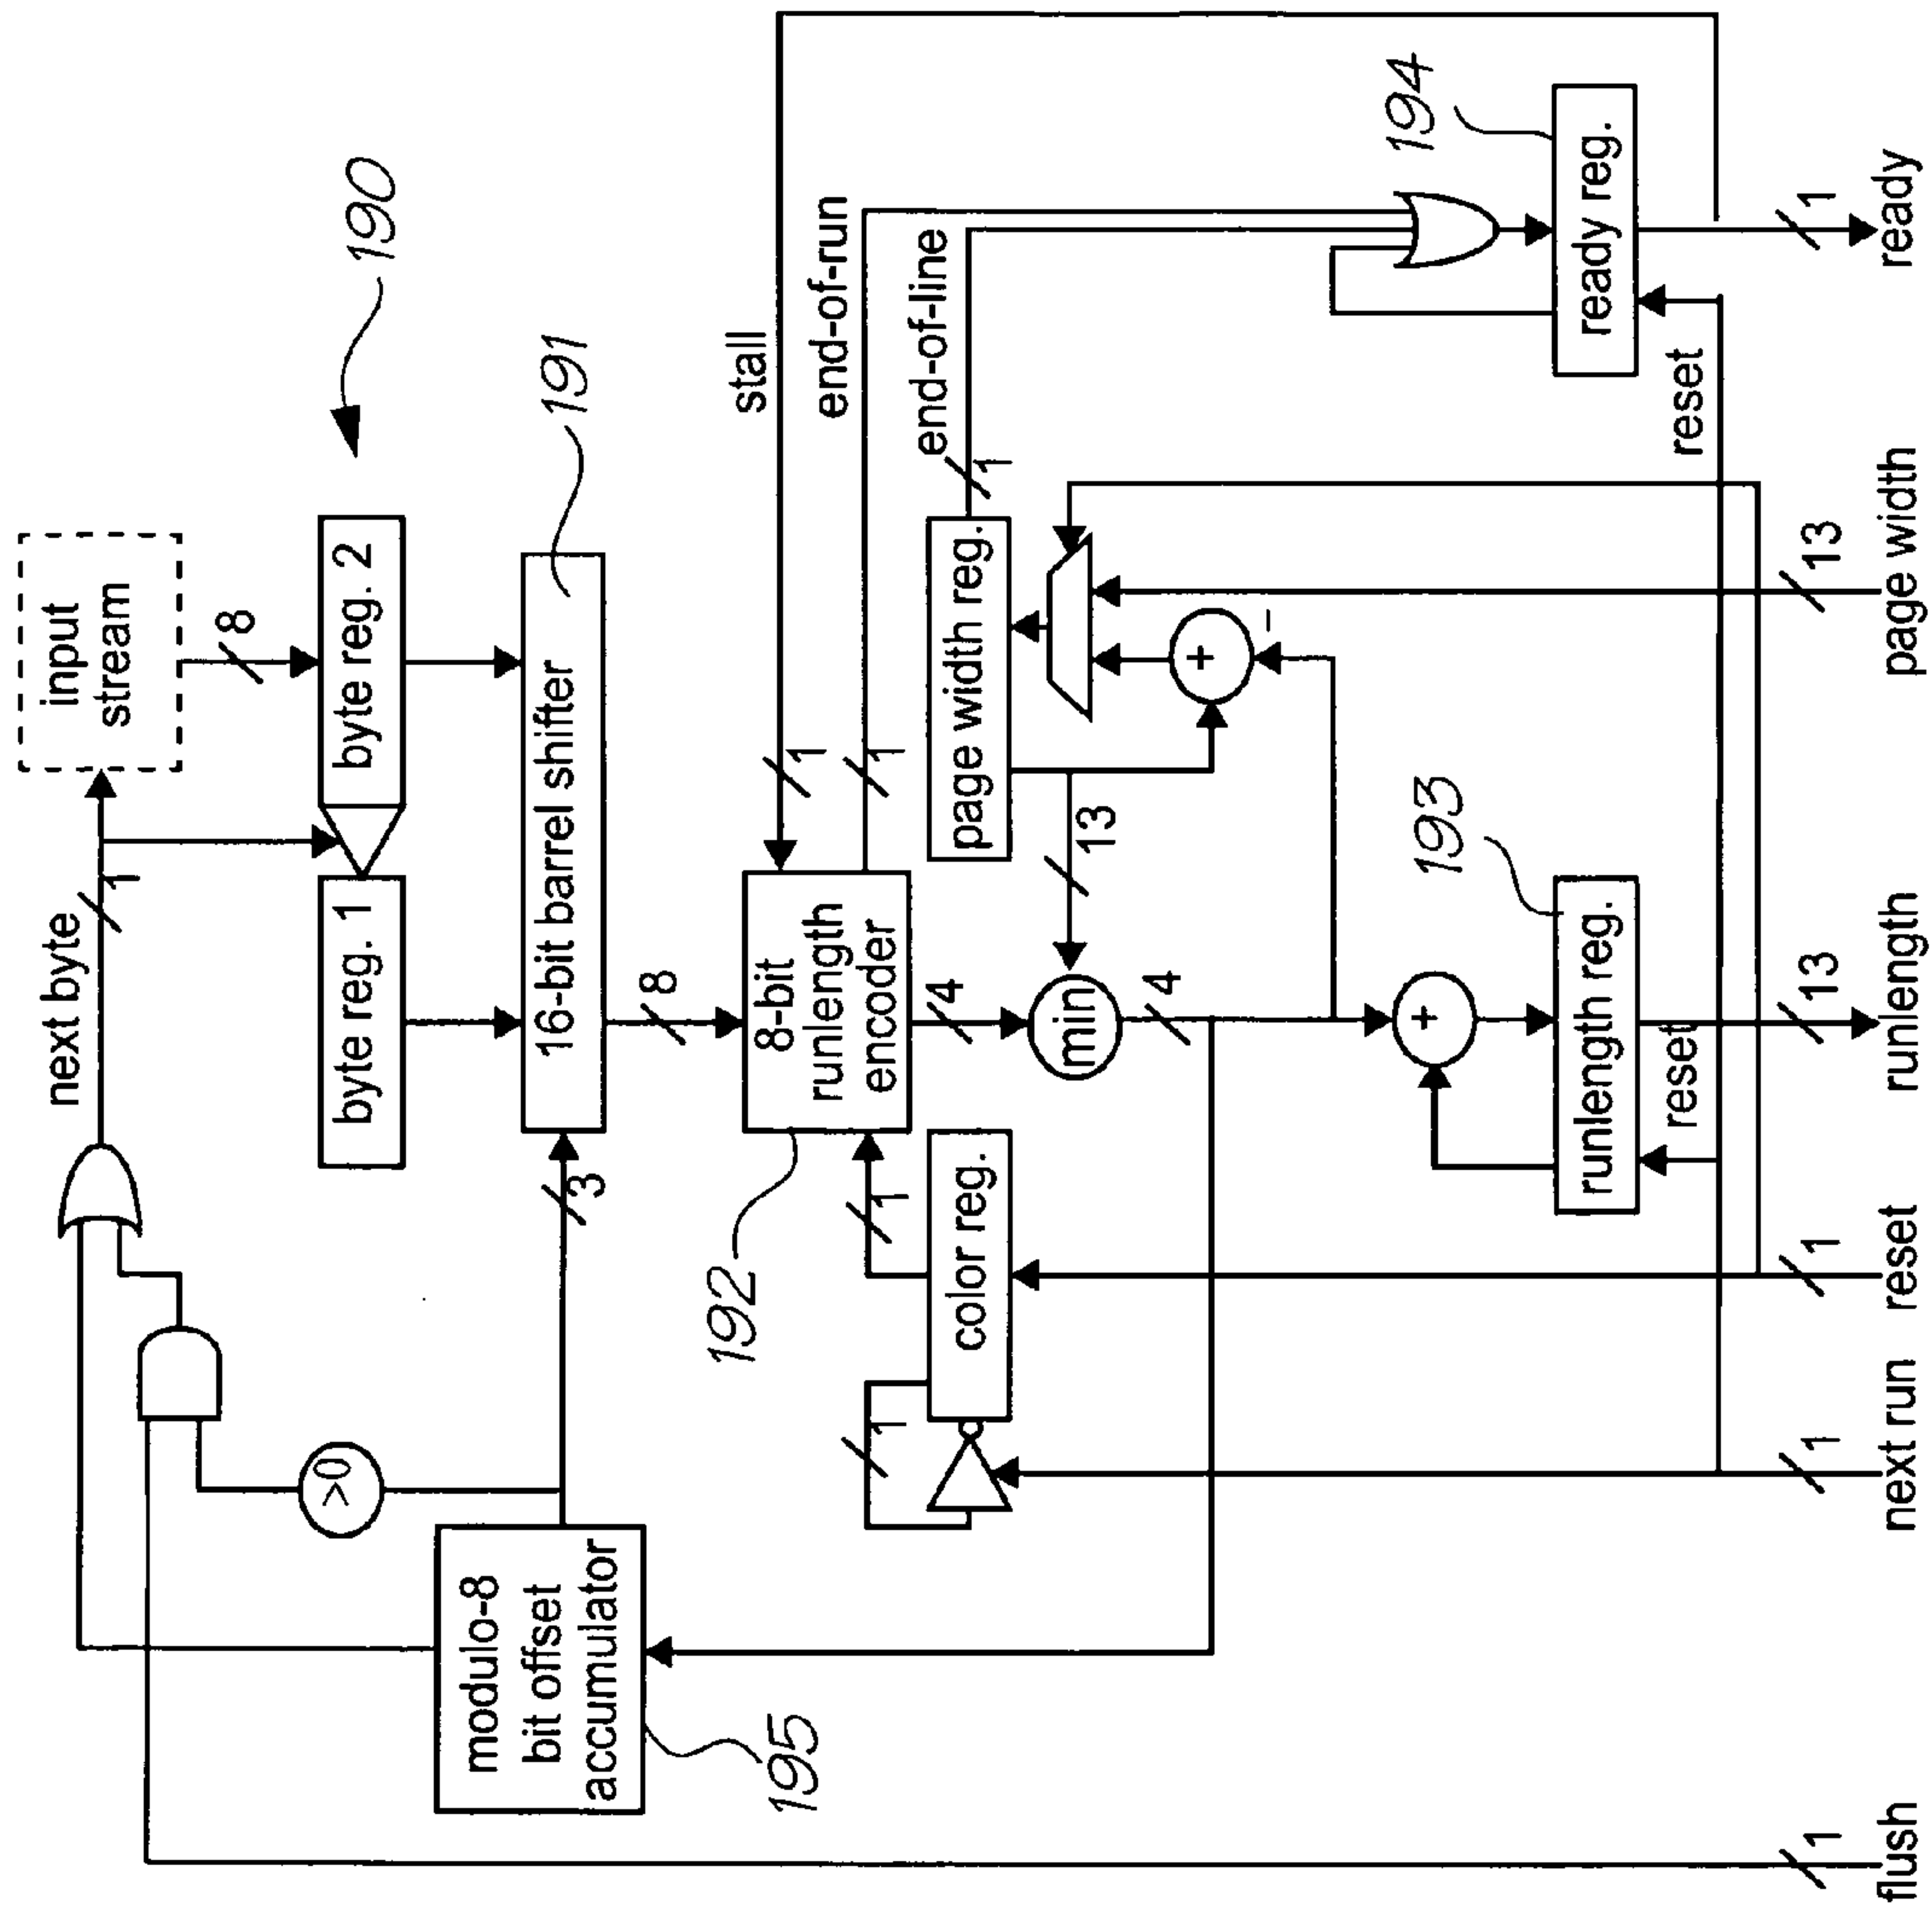 input
stream
next byte
1
8
190
byte reg. 1
byte reg. 2
16-bit barrel shifter
191
>0
3
modulo-8
bit offset
accumulator
195
8
8-bit
runlength
encoder
192
stall
1
end-of-run
1
end-of-line
1
color reg.
1
1
4
min
4
13
page width reg.
+
−
+
runlength reg.
193
reset
ready reg.
194
reset
1
1
1
13
13
1
flush
next run
reset
runlength
page width
ready